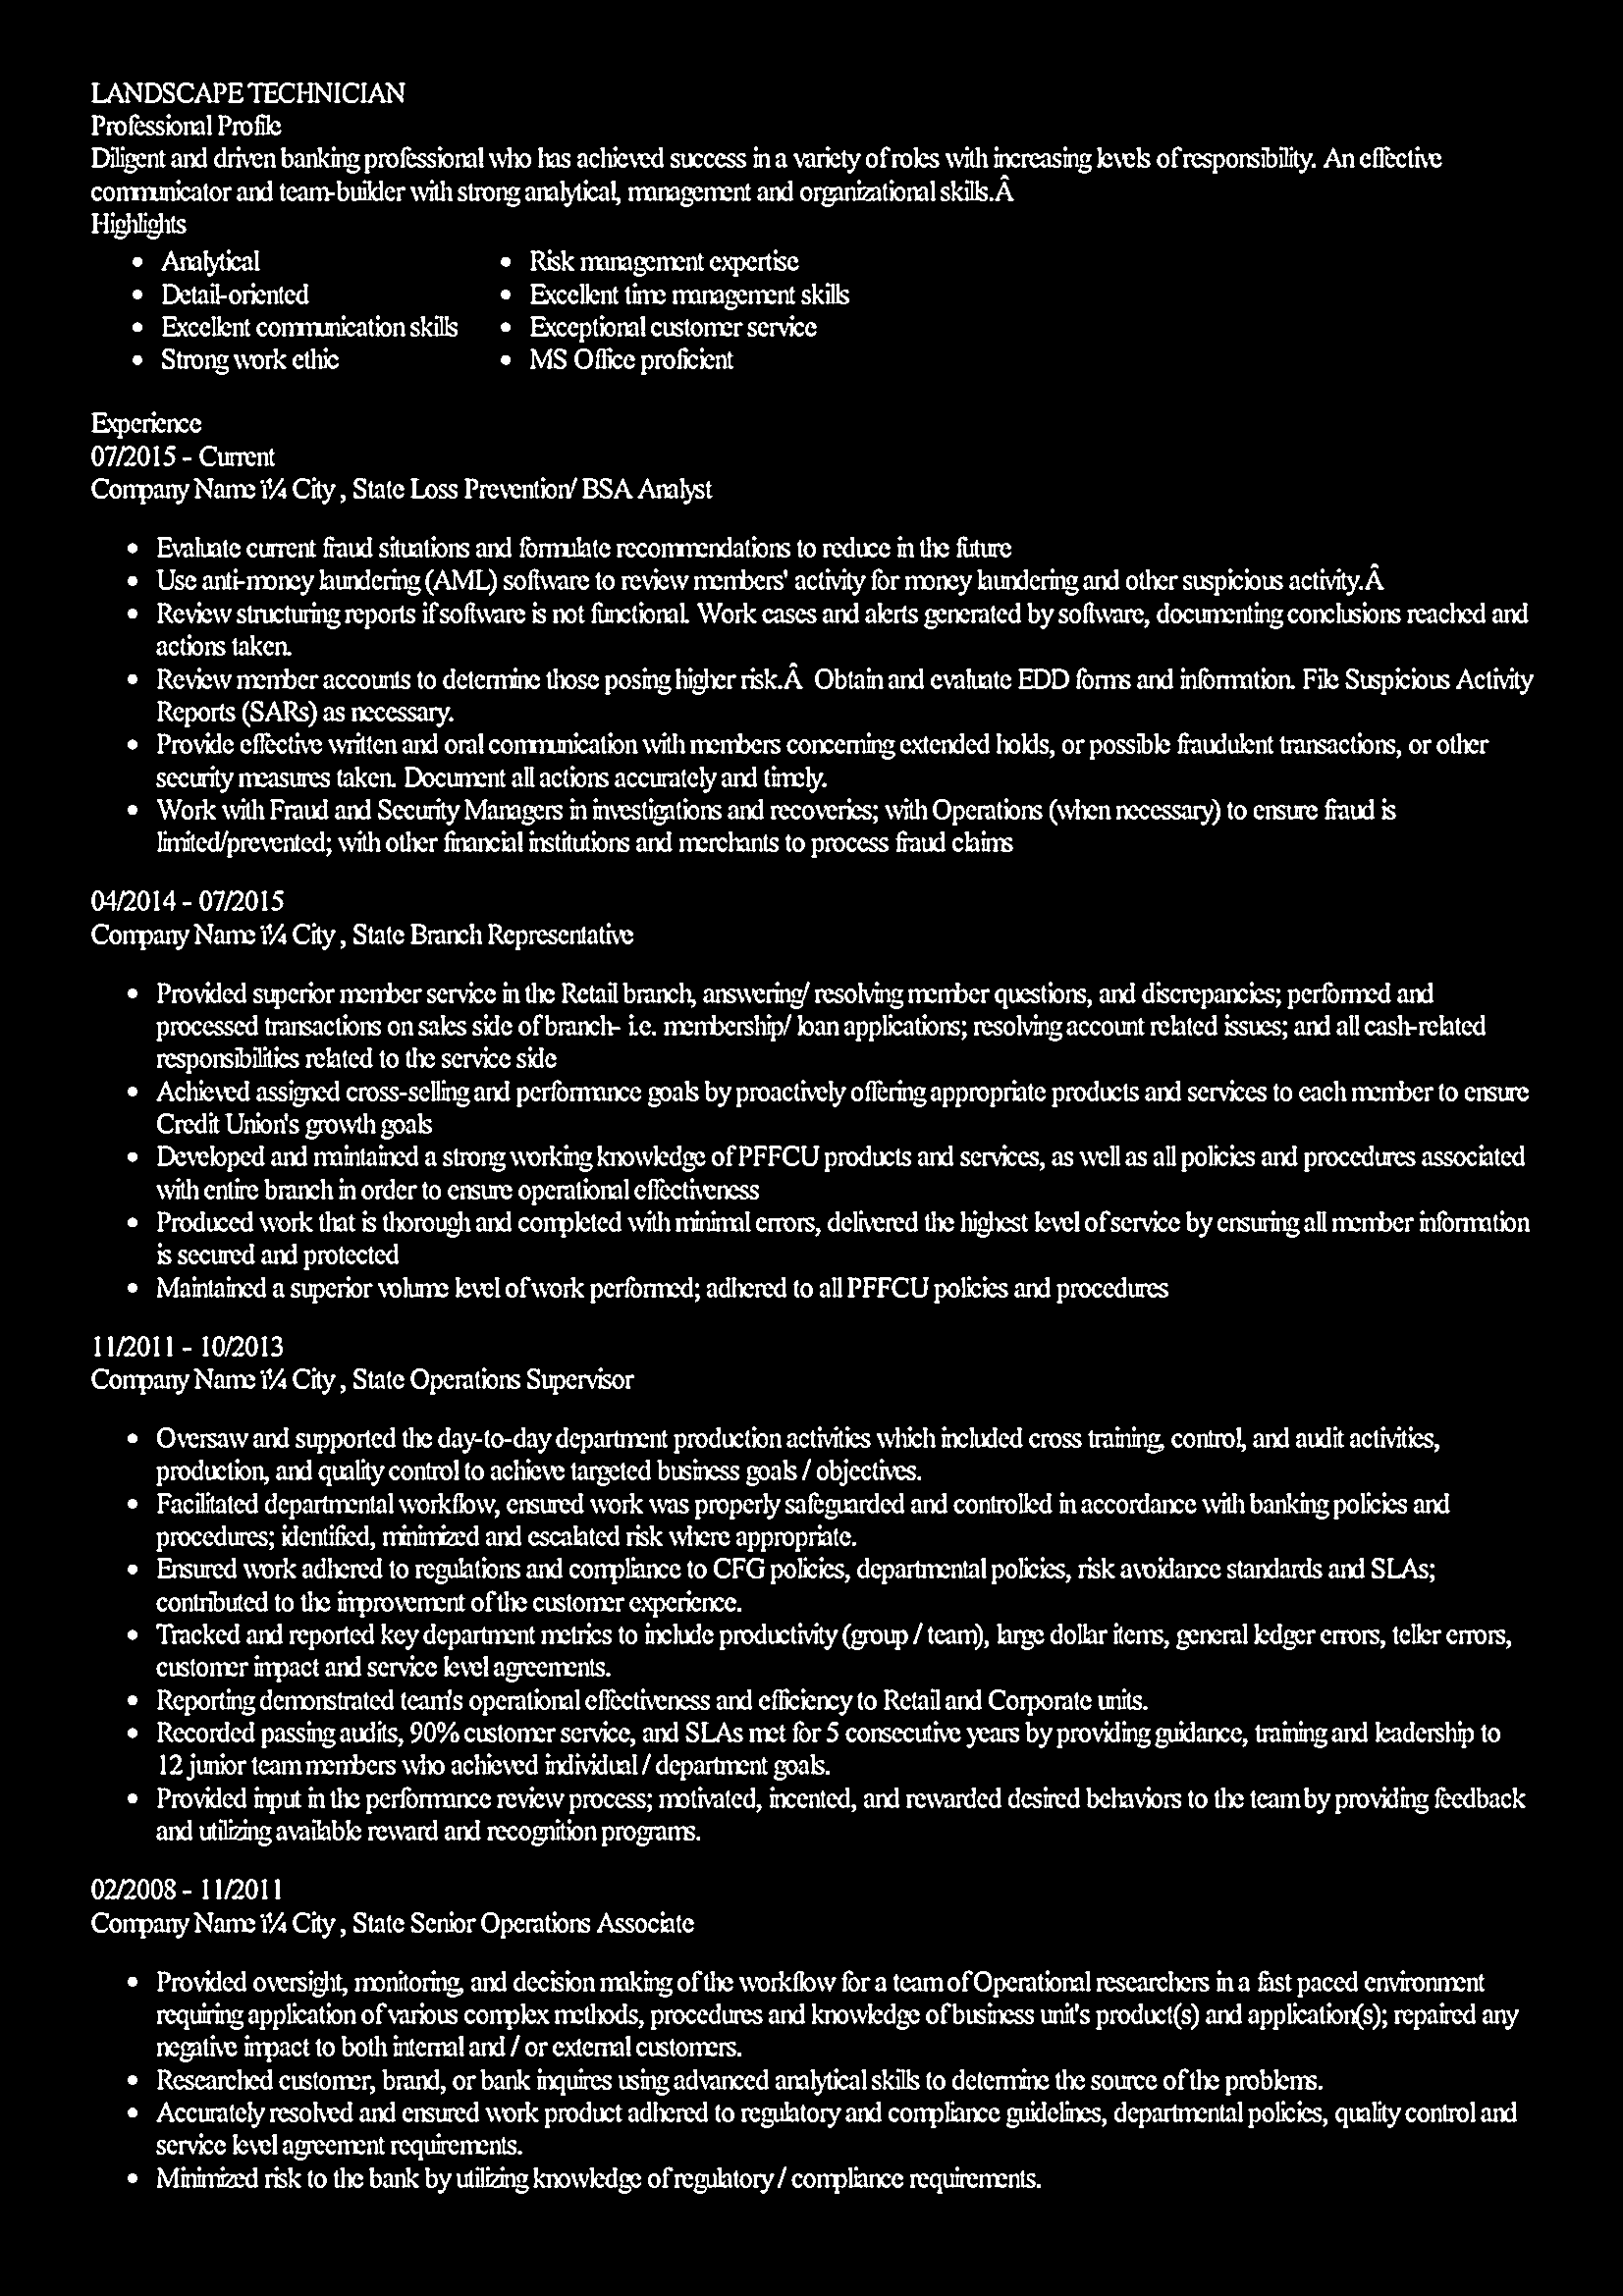 LANDSCAPE TECHNICIAN
Professional Profile
Diligent and driven banking professional who has achieved success in a variety of roles with increasing levels of responsibility. An effective
communicator and team-builder with strong analytical, management and organizational skills.Â
Highlights
• Analytical
• Detail-oriented
• Excellent communication skills
• Strong work ethic
• Risk management expertise
• Excellent time management skills
• Exceptional customer service
• MS Office proficient
Experience
07/2015 - Current
Company Name ï¼ City , State Loss Prevention/ BSA Analyst
• Evaluate current fraud situations and formulate recommendations to reduce in the future
• Use anti-money laundering (AML) software to review members' activity for money laundering and other suspicious activity.Â
• Review structuring reports if software is not functional. Work cases and alerts generated by software, documenting conclusions reached and
actions taken.
• Review member accounts to determine those posing higher risk.Â  Obtain and evaluate EDD forms and information. File Suspicious Activity
Reports (SARs) as necessary.
• Provide effective written and oral communication with members concerning extended holds, or possible fraudulent transactions, or other
security measures taken. Document all actions accurately and timely.
• Work with Fraud and Security Managers in investigations and recoveries; with Operations (when necessary) to ensure fraud is
limited/prevented; with other financial institutions and merchants to process fraud claims
04/2014 - 07/2015
Company Name ï¼ City , State Branch Representative
• Provided superior member service in the Retail branch, answering/ resolving member questions, and discrepancies; performed and
processed transactions on sales side of branch- i.e. membership/ loan applications; resolving account related issues; and all cash-related
responsibilities related to the service side
• Achieved assigned cross-selling and performance goals by proactively offering appropriate products and services to each member to ensure
Credit Union's growth goals
• Developed and maintained a strong working knowledge of PFFCU products and services, as well as all policies and procedures associated
with entire branch in order to ensure operational effectiveness
• Produced work that is thorough and completed with minimal errors, delivered the highest level of service by ensuring all member information
is secured and protected
• Maintained a superior volume level of work performed; adhered to all PFFCU policies and procedures
11/2011 - 10/2013
Company Name ï¼ City , State Operations Supervisor
• Oversaw and supported the day-to-day department production activities which included cross training, control, and audit activities,
production, and quality control to achieve targeted business goals / objectives.
• Facilitated departmental workflow, ensured work was properly safeguarded and controlled in accordance with banking policies and
procedures; identified, minimized and escalated risk where appropriate.
• Ensured work adhered to regulations and compliance to CFG policies, departmental policies, risk avoidance standards and SLAs;
contributed to the improvement of the customer experience.
• Tracked and reported key department metrics to include productivity (group / team), large dollar items, general ledger errors, teller errors,
customer impact and service level agreements.
• Reporting demonstrated team's operational effectiveness and efficiency to Retail and Corporate units.
• Recorded passing audits, 90% customer service, and SLAs met for 5 consecutive years by providing guidance, training and leadership to
12 junior team members who achieved individual / department goals.
• Provided input in the performance review process; motivated, incented, and rewarded desired behaviors to the team by providing feedback
and utilizing available reward and recognition programs.
02/2008 - 11/2011
Company Name ï¼ City , State Senior Operations Associate
• Provided oversight, monitoring, and decision making of the workflow for a team of Operational researchers in a fast paced environment
requiring application of various complex methods, procedures and knowledge of business unit's product(s) and application(s); repaired any
negative impact to both internal and / or external customers.
• Researched customer, brand, or bank inquires using advanced analytical skills to determine the source of the problems.
• Accurately resolved and ensured work product adhered to regulatory and compliance guidelines, departmental policies, quality control and
service level agreement requirements.
• Minimized risk to the bank by utilizing knowledge of regulatory / compliance requirements.